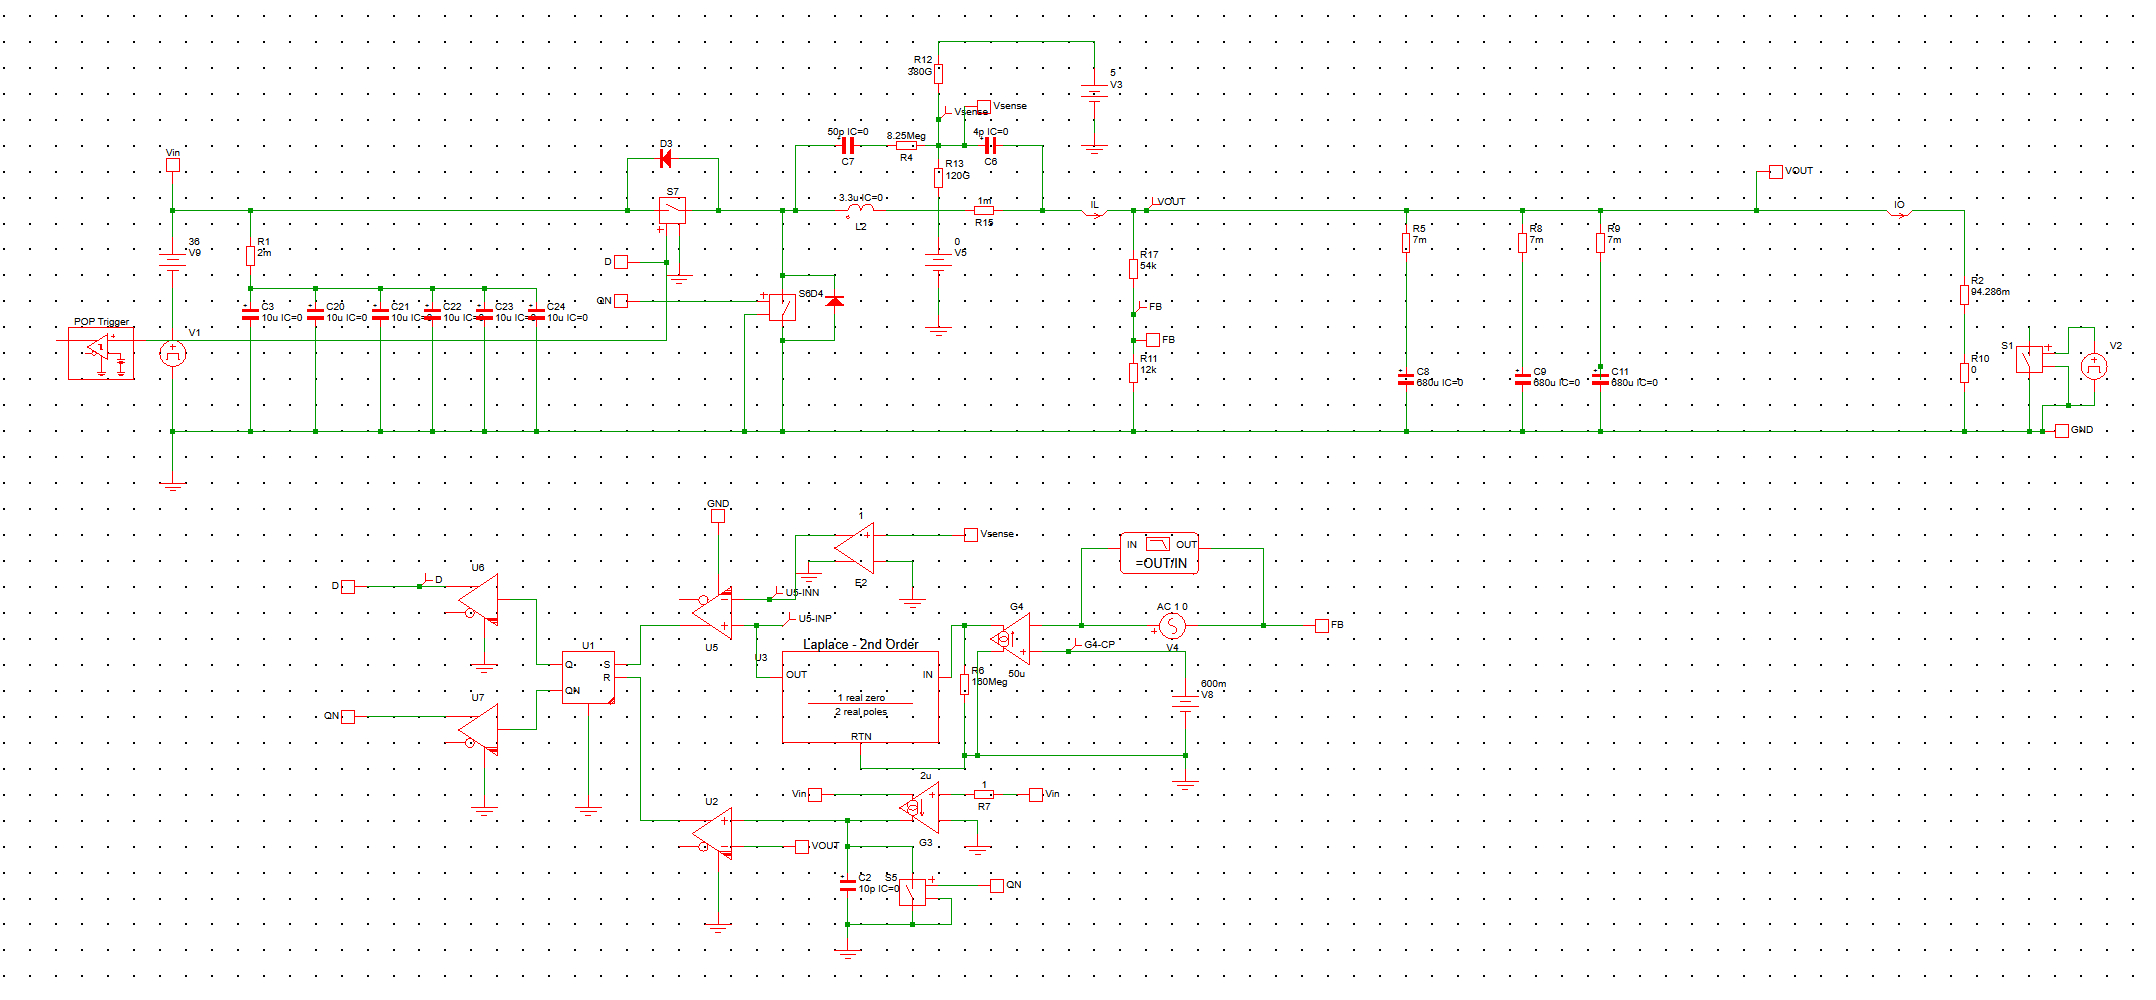 R12
380G
5
V3
Vsense
Vsense
50p IC=0
C7
8.25Meg
R4
4p IC=0
C6
R13
120G
Vin
D3
S7
3.3u IC=0
L2
1m
R15
IL
VOUT
VOUT
IO
36
V9
R1
2m
D
0
V5
R17
54k
R5
7m
R8
7m
R9
7m
QN
S6
D4
FB
FB
R2
94.286m
C3
10u IC=0
C20
10u IC=0
C21
10u IC=0
C22
10u IC=0
C23
10u IC=0
C24
10u IC=0
POP Trigger
V1
R11
12k
C8
680u IC=0
C9
680u IC=0
C11
680u IC=0
R10
0
S1
V2
GND
GND
1
E2
Vsense
IN
OUT
=OUT/IN
U6
D
D
U5-INN
U5-INP
U5
G4
50u
AC 1 0
V4
FB
G4-CP
U1
Q
QN
S
R
U3
Laplace - 2nd Order
OUT
IN
1 real zero
2 real poles
RTN
R6
160Meg
600m
V8
U7
QN
U2
2u
Vin
G3
1
R7
Vin
VOUT
C2
10p IC=0
S5
QN